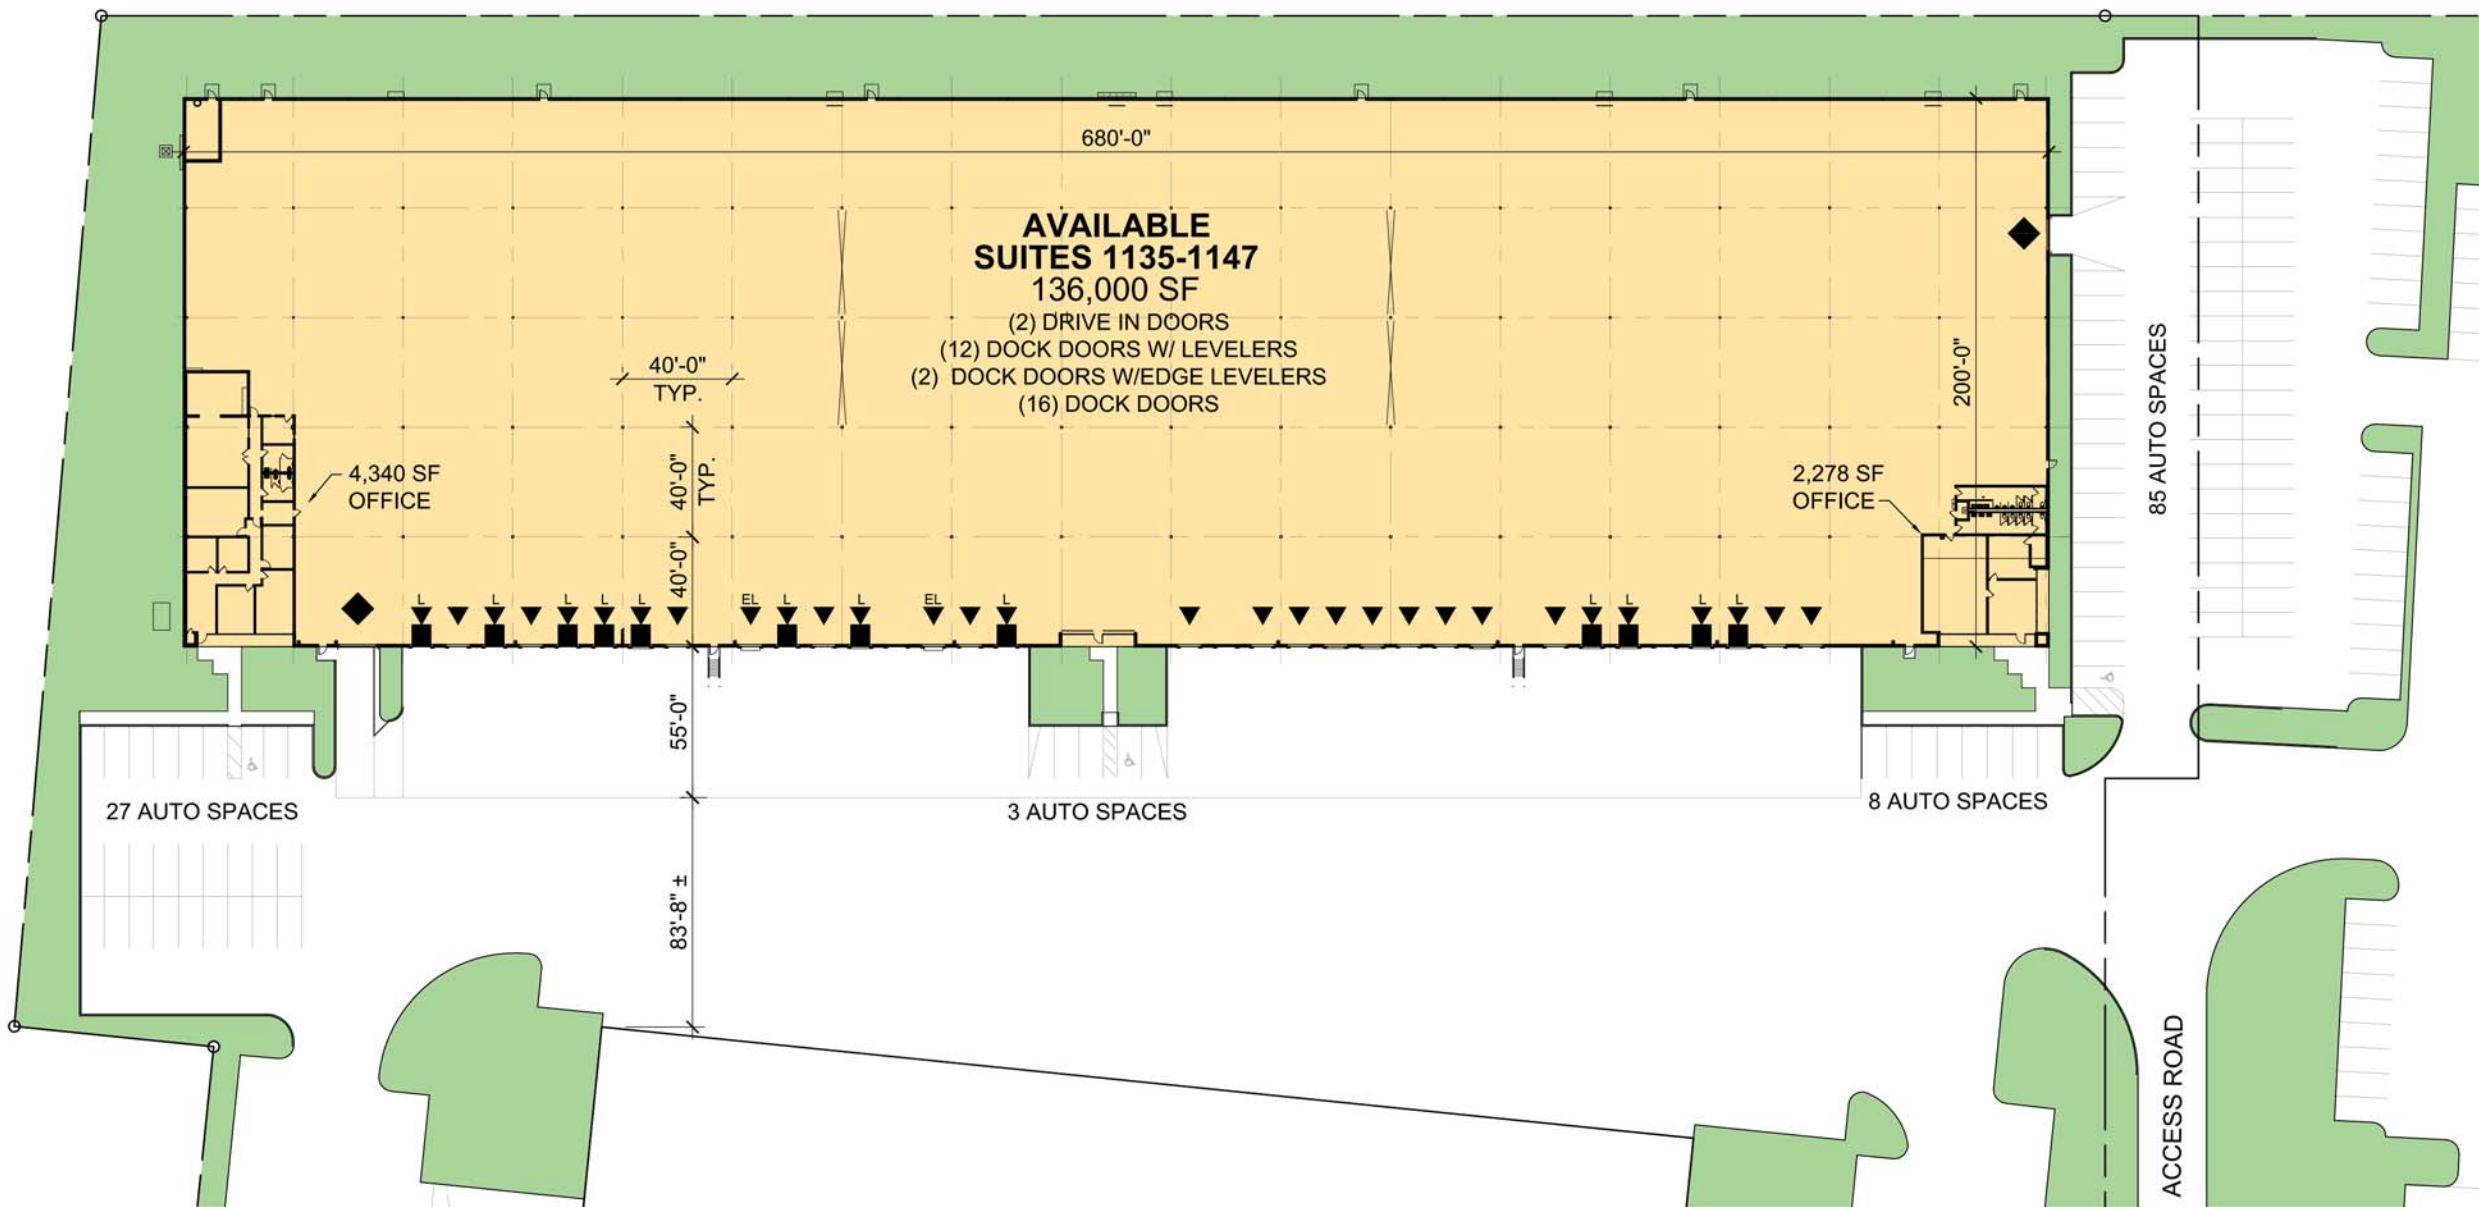 680'-0"
AVAILABLE
SUITES 1135-1147
136,000 SF
(2) DRIVE IN DOORS
(12) DOCK DOORS W/ LEVELERS
(2) DOCK DOORS W/EDGE LEVELERS
(16) DOCK DOORS
40'-0"
TYP.
200'-0"
85 AUTO SPACES
4,340 SF
OFFICE
40'-0"
TYP.
2,278 SF
OFFICE
40'-0"
L
L
L
L
L
EL
L
L
EL
L
L
L
L
L
55'-0"
27 AUTO SPACES
3 AUTO SPACES
8 AUTO SPACES
83'-8" ±
ACCESS ROAD